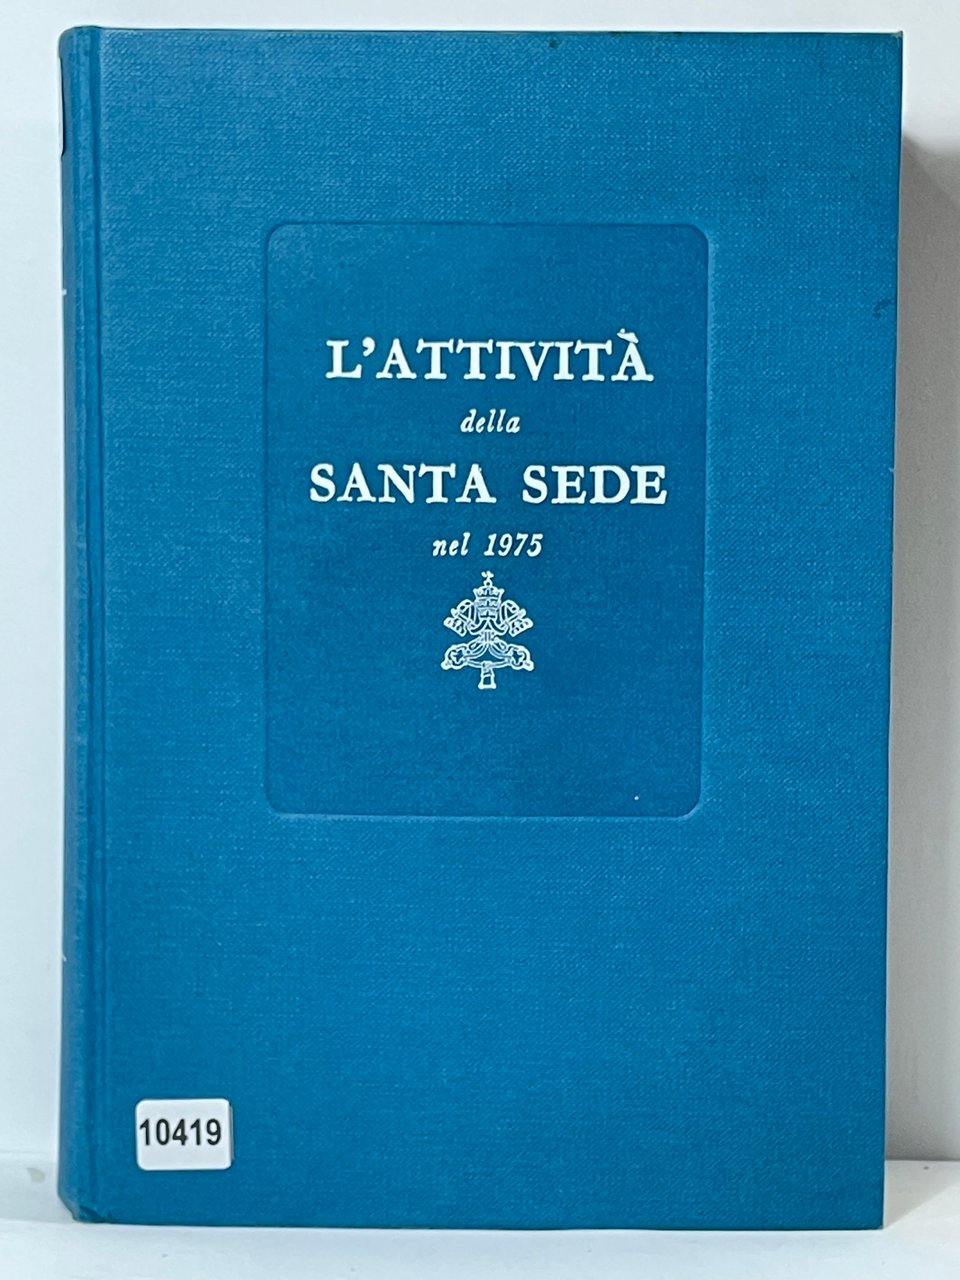 L'ATTIVITÀ
della
SANTA SEDE
nel 1975
10419